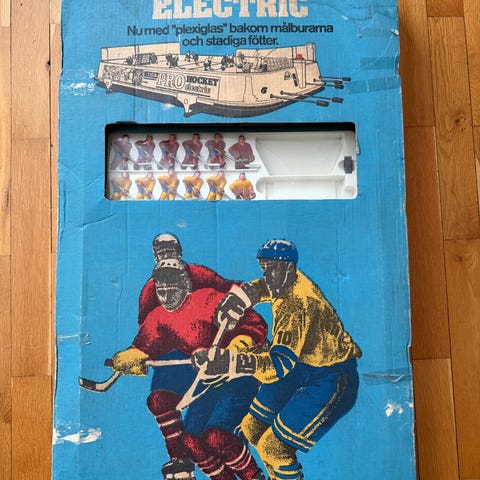 ELECTRIC
Nu med "plexiglas" bakom målburarna
och stadiga fötter.
PRO HOCKEY
electric
10